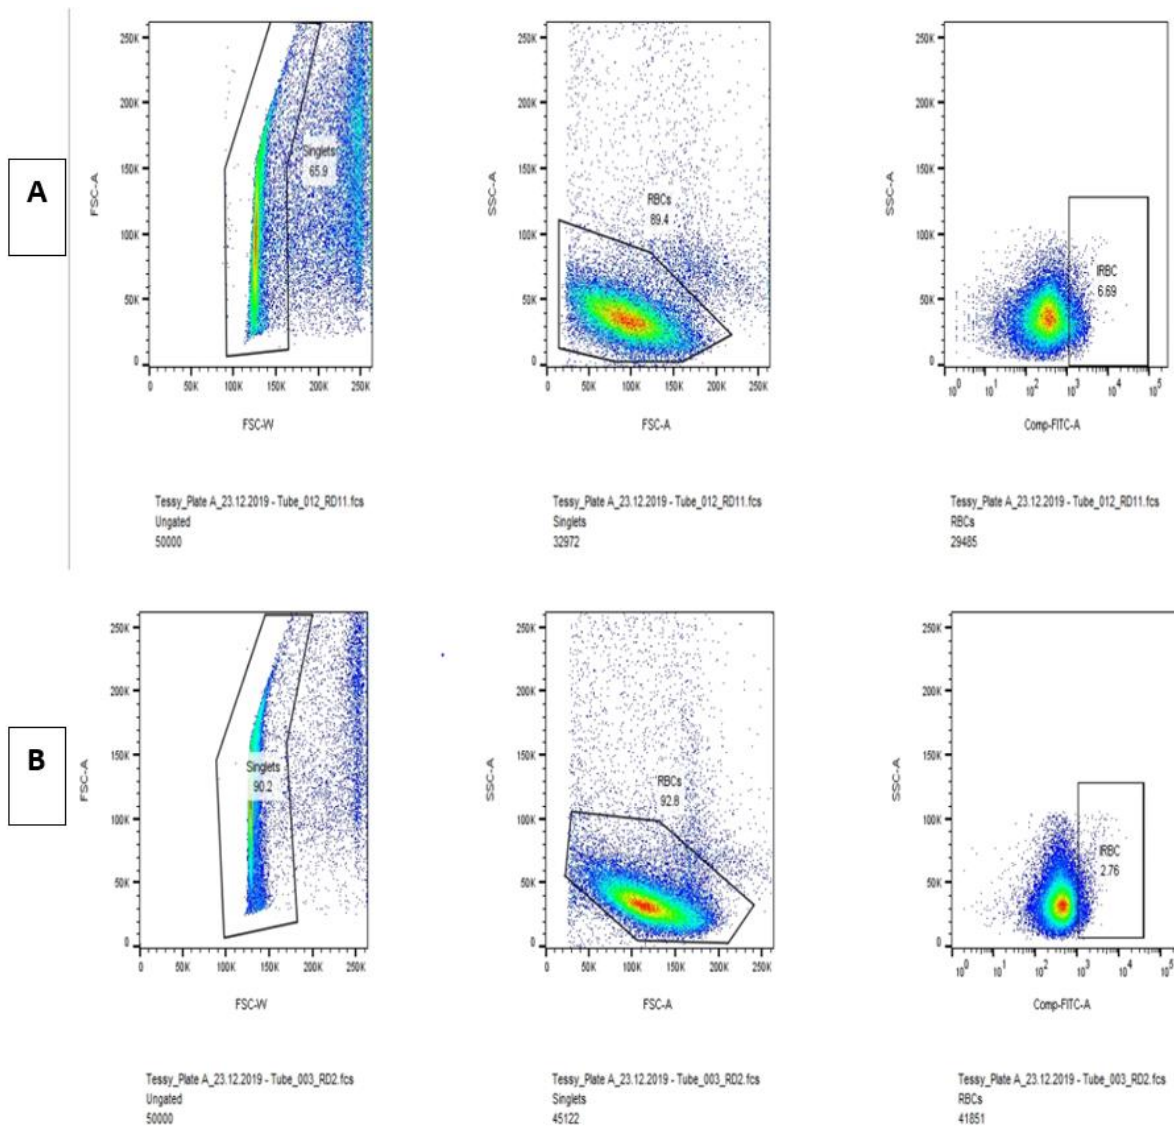 A
250K
200K
150K
100K
50K
0
FSC-A
Singlets
65.9
0 50K 100K 150K 200K 250K
FSC-W
Tessy_Plate A_23.12.2019 - Tube_012_RD11.fcs
Ungated
50000
250K
200K
150K
100K
50K
0
SSC-A
RBCs
89.4
0 50K 100K 150K 200K 250K
FSC-A
Tessy_Plate A_23.12.2019 - Tube_012_RD11.fcs
Singlets
32972
250K
200K
150K
100K
50K
0
SSC-A
IRBC
6.69
10^0 10^1 10^2 10^3 10^4 10^5
Comp-FITC-A
Tessy_Plate A_23.12.2019 - Tube_012_RD11.fcs
RBCs
29485
B
250K
200K
150K
100K
50K
0
FSC-A
Singlets
90.2
0 50K 100K 150K 200K 250K
FSC-W
Tessy_Plate A_23.12.2019 - Tube_003_RD2.fcs
Ungated
50000
250K
200K
150K
100K
50K
0
SSC-A
RBCs
92.8
0 50K 100K 150K 200K 250K
FSC-A
Tessy_Plate A_23.12.2019 - Tube_003_RD2.fcs
Singlets
45122
250K
200K
150K
100K
50K
0
SSC-A
IRBC
2.76
10^0 10^1 10^2 10^3 10^4 10^5
Comp-FITC-A
Tessy_Plate A_23.12.2019 - Tube_003_RD2.fcs
RBCs
41851